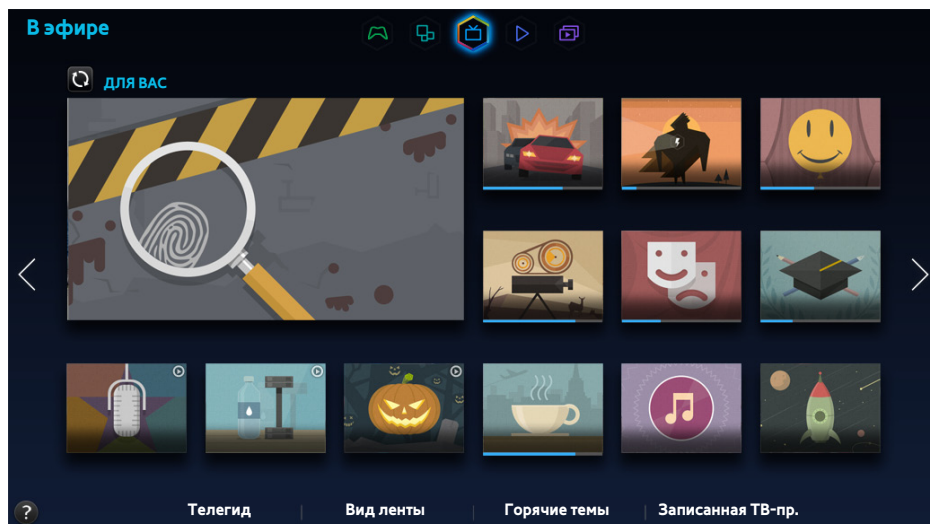 В эфире
ДЛЯ ВАС
? Телегид Вид ленты Горячие темы Записанная ТВ-пр.